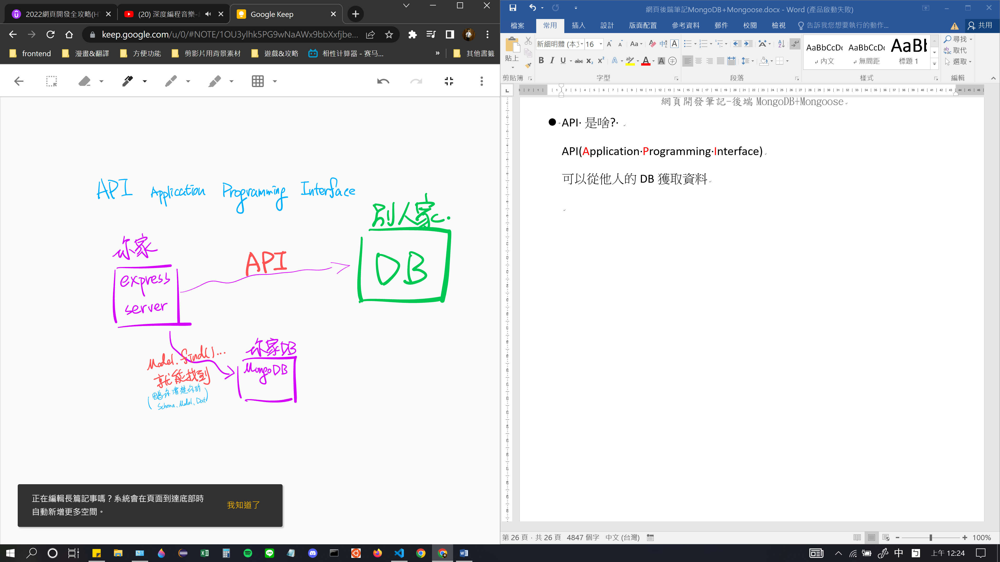 2022網頁開發全攻略(HT
(20) 深度編程音樂-
Google Keep
keep.google.com/u/0/#NOTE/1OU3ylhk5PG9wNaAWx9bbXxfjbe...
frontend
漫畫&翻譯
方便功能
剪影片用背景素材
遊戲&攻略
相性计算器 - 赛马...
»
其他書籤
API Application Programming Interface
別人家
DB
你家
express
server
API
Model.find()...
就能找到
(因為你清楚你的
Schema、Model、Dat)
你家DB
MongoDB
正在編輯長篇記事嗎？系統會在頁面到達底部時
自動新增更多空間。
我知道了
網頁後端筆記MongoDB+Mongoose.docx - Word (產品啟動失敗)
檔案 常用 插入 設計 版面配置 參考資料 郵件 校閱 檢視 告訴我您想要執行的動作... 共用
貼上
新細明體 (本文 16
AaBbCcDc AaBbCcDc AaBb
內文 無間距 標題 1
尋找
取代
選取
剪貼簿 字型 段落 樣式 編輯
網頁開發筆記-後端 MongoDB+Mongoose
API 是啥?
API(Application Programming Interface)
可以從他人的 DB 獲取資料
第 26 頁，共 26 頁 4847 個字 中文 (台灣)
100%
中
上午 12:24